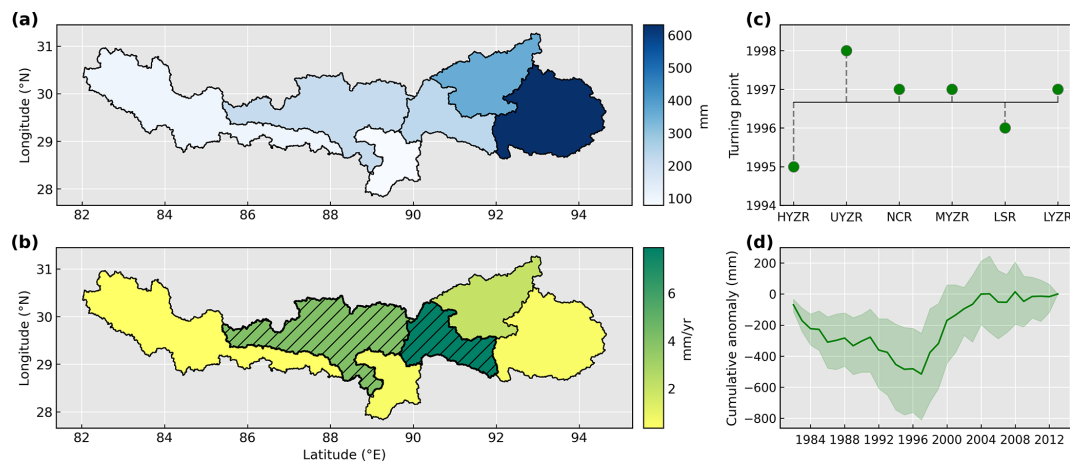 (a)
31
30
29
28
Longitude (°N)
82
84
86
88
90
92
94
600
500
400
300
200
100
mm
(c)
1998
1997
1996
1995
1994
Turning point
HYZR
UYZR
NCR
MYZR
LSR
LYZR
(b)
31
30
29
28
Longitude (°N)
82
84
86
88
90
92
94
Latitude (°E)
6
4
2
mm/yr
(d)
200
0
−200
−400
−600
−800
Cumulative anomaly (mm)
1984
1988
1992
1996
2000
2004
2008
2012